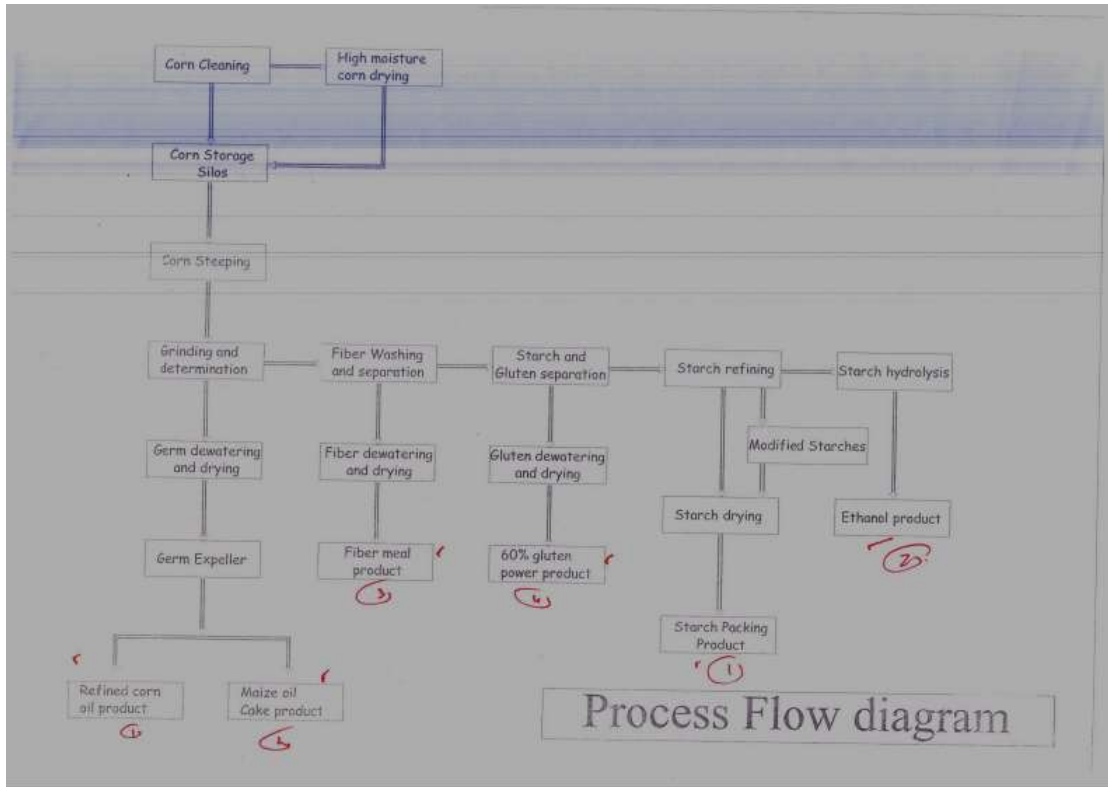 Corn Cleaning
High moisture
corn drying
Corn Storage
Silos
Corn Steeping
Grinding and
determination
Fiber Washing
and separation
Starch and
Gluten separation
Starch refining
Starch hydrolysis
Germ dewatering
and drying
Fiber dewatering
and drying
Gluten dewatering
and drying
Modified Starches
Starch drying
Ethanol product
2
Germ Expeller
Fiber meal
product
3
60% gluten
power product
4
Starch Packing
Product
1
Refined corn
oil product
Maize oil
Cake product
Process Flow diagram